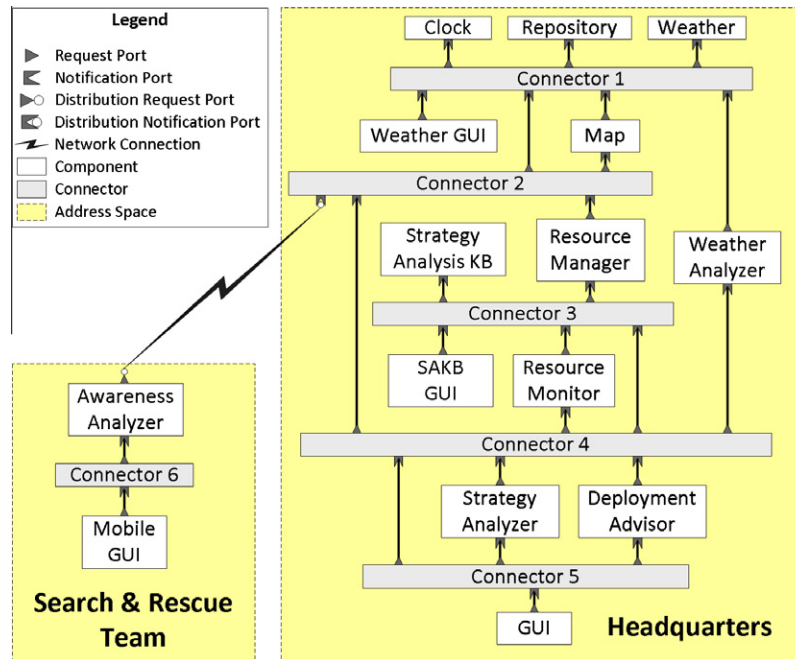 Legend
Request Port
Notification Port
Distribution Request Port
Distribution Notification Port
Network Connection
Component
Connector
Address Space
Clock
Repository
Weather
Connector 1
Weather GUI
Map
Connector 2
Strategy
Analysis KB
Resource
Manager
Weather
Analyzer
Connector 3
SAKB
GUI
Resource
Monitor
Awareness
Analyzer
Connector 4
Connector 6
Strategy
Analyzer
Deployment
Advisor
Mobile
GUI
Connector 5
Search & Rescue
Team
GUI
Headquarters